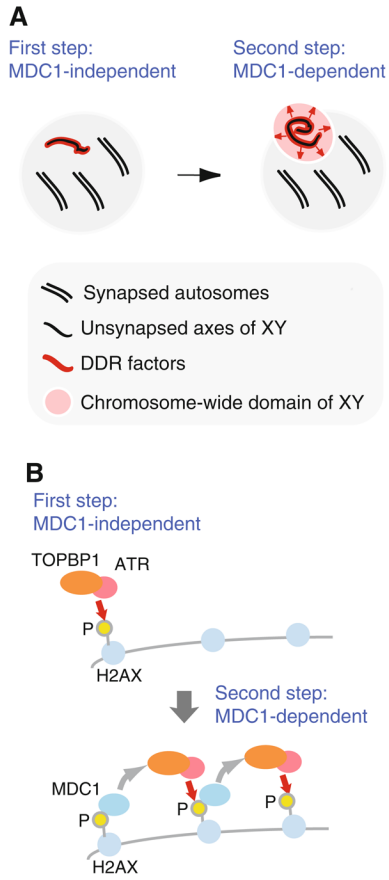 A
First step:
MDC1-independent
Second step:
MDC1-dependent
Synapsed autosomes
Unsynapsed axes of XY
DDR factors
Chromosome-wide domain of XY
B
First step:
MDC1-independent
TOPBP1
ATR
P
H2AX
Second step:
MDC1-dependent
MDC1
P
P
P
H2AX